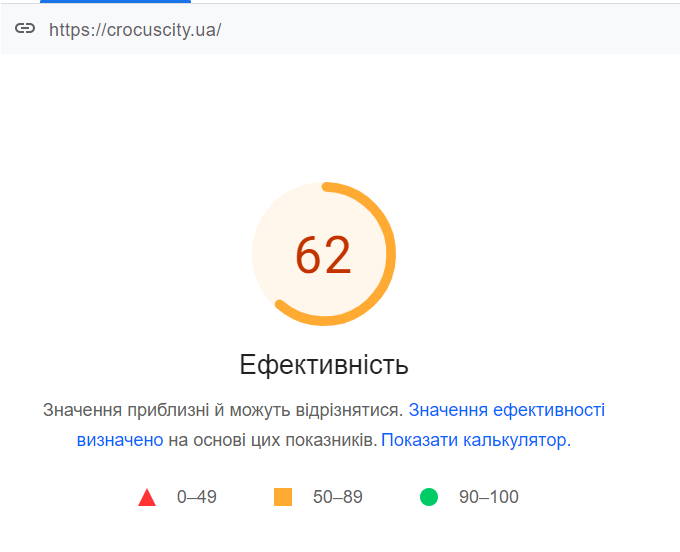 https://crocuscity.ua/
62
Ефективність
Значення приблизні й можуть відрізнятися. Значення ефективності
визначено на основі цих показників. Показати калькулятор.
0–49 50–89 90–100